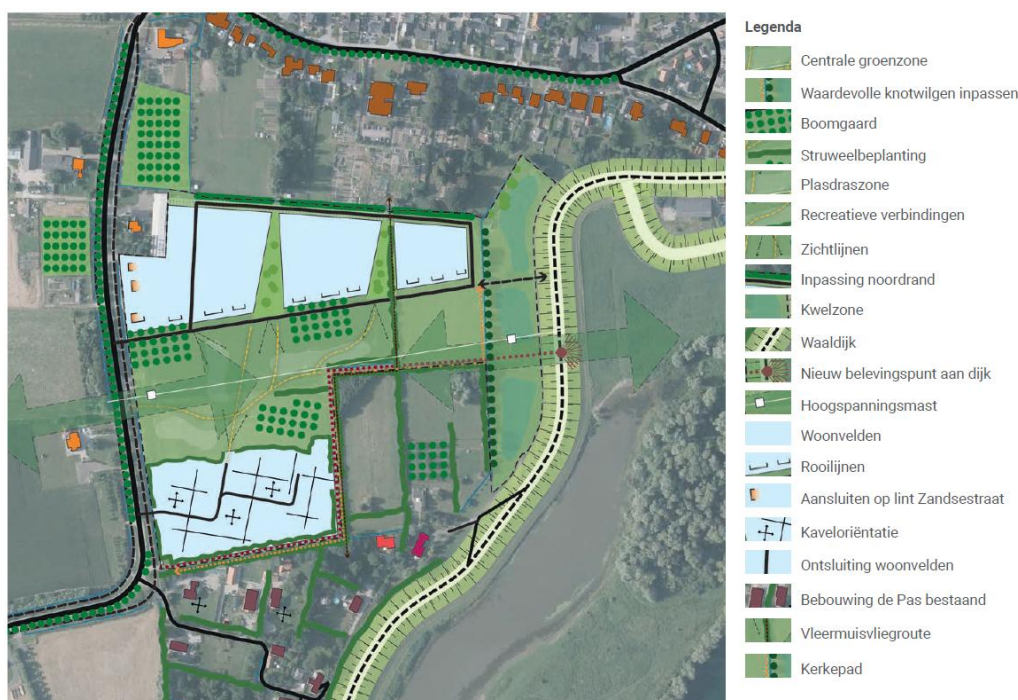 Legenda
Centrale groenzone
Waardevolle knotwilgen inpassen
Boomgaard
Struweelbeplanting
Plasdraszone
Recreatieve verbindingen
Zichtlijnen
Inpassing noordrand
Kwelzone
Waaldijk
Nieuw belevingspunt aan dijk
Hoogspanningsmast
Woonvelden
Rooilijnen
Aansluiten op lint Zandsestraat
Kaveloriëntatie
Ontsluiting woonvelden
Bebouwing de Pas bestaand
Vleermuisvliegroute
Kerkepad